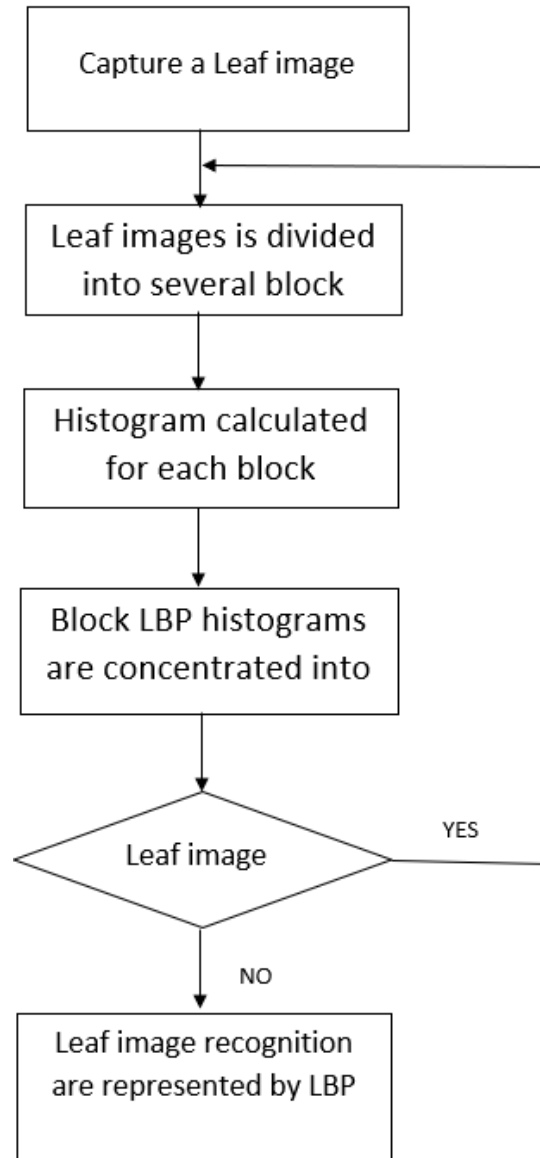 Capture a Leaf image
Leaf images is divided
into several block
Histogram calculated
for each block
Block LBP histograms
are concentrated into
Leaf image
YES
NO
Leaf image recognition
are represented by LBP